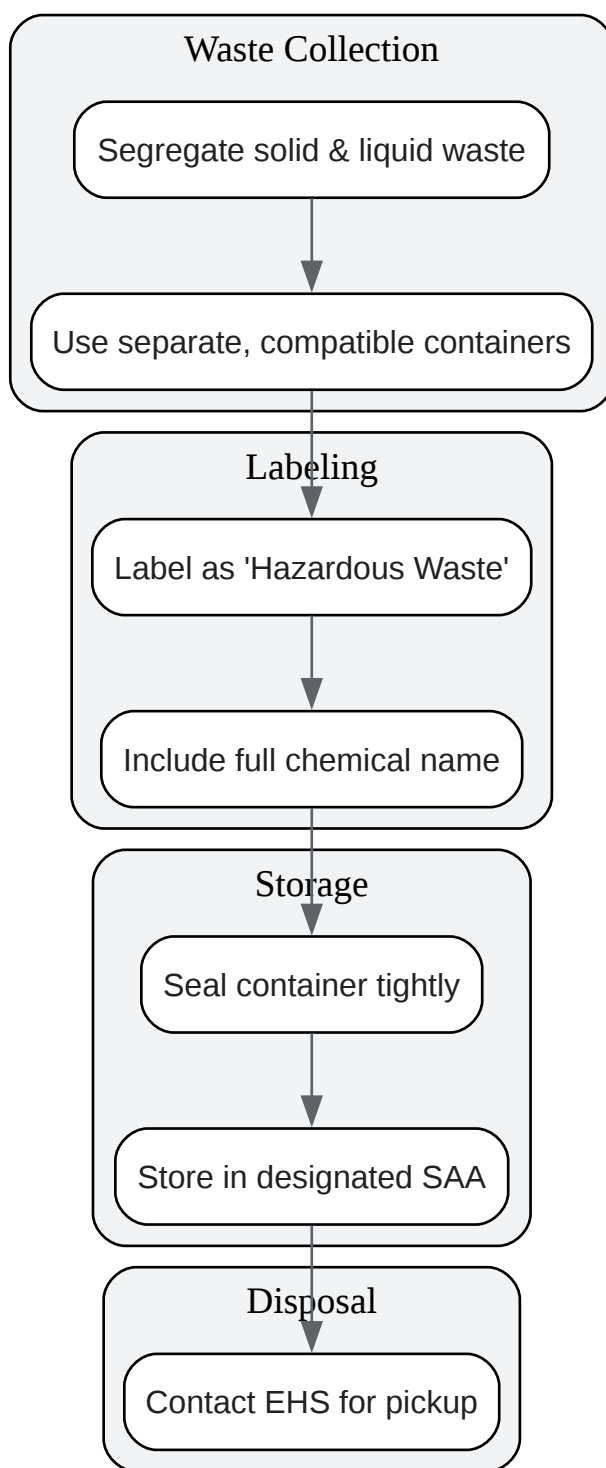 Waste Collection
Segregate solid & liquid waste
Use separate, compatible containers
Labeling
Label as 'Hazardous Waste'
Include full chemical name
Storage
Seal container tightly
Store in designated SAA
Disposal
Contact EHS for pickup